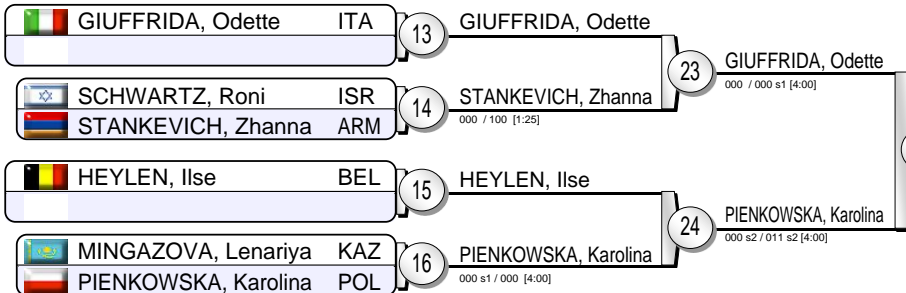 GIUFFRIDA, Odette ITA
13
GIUFFRIDA, Odette
23
GIUFFRIDA, Odette
000 / 000 s1 [4:00]
SCHWARTZ, Roni ISR
STANKEVICH, Zhanna ARM
14
STANKEVICH, Zhanna
000 / 100 [1:25]
HEYLEN, Ilse BEL
15
HEYLEN, Ilse
24
PIENKOWSKA, Karolina
000 s2 / 011 s2 [4:00]
MINGAZOVA, Lenariya KAZ
PIENKOWSKA, Karolina POL
16
PIENKOWSKA, Karolina
000 s1 / 000 [4:00]